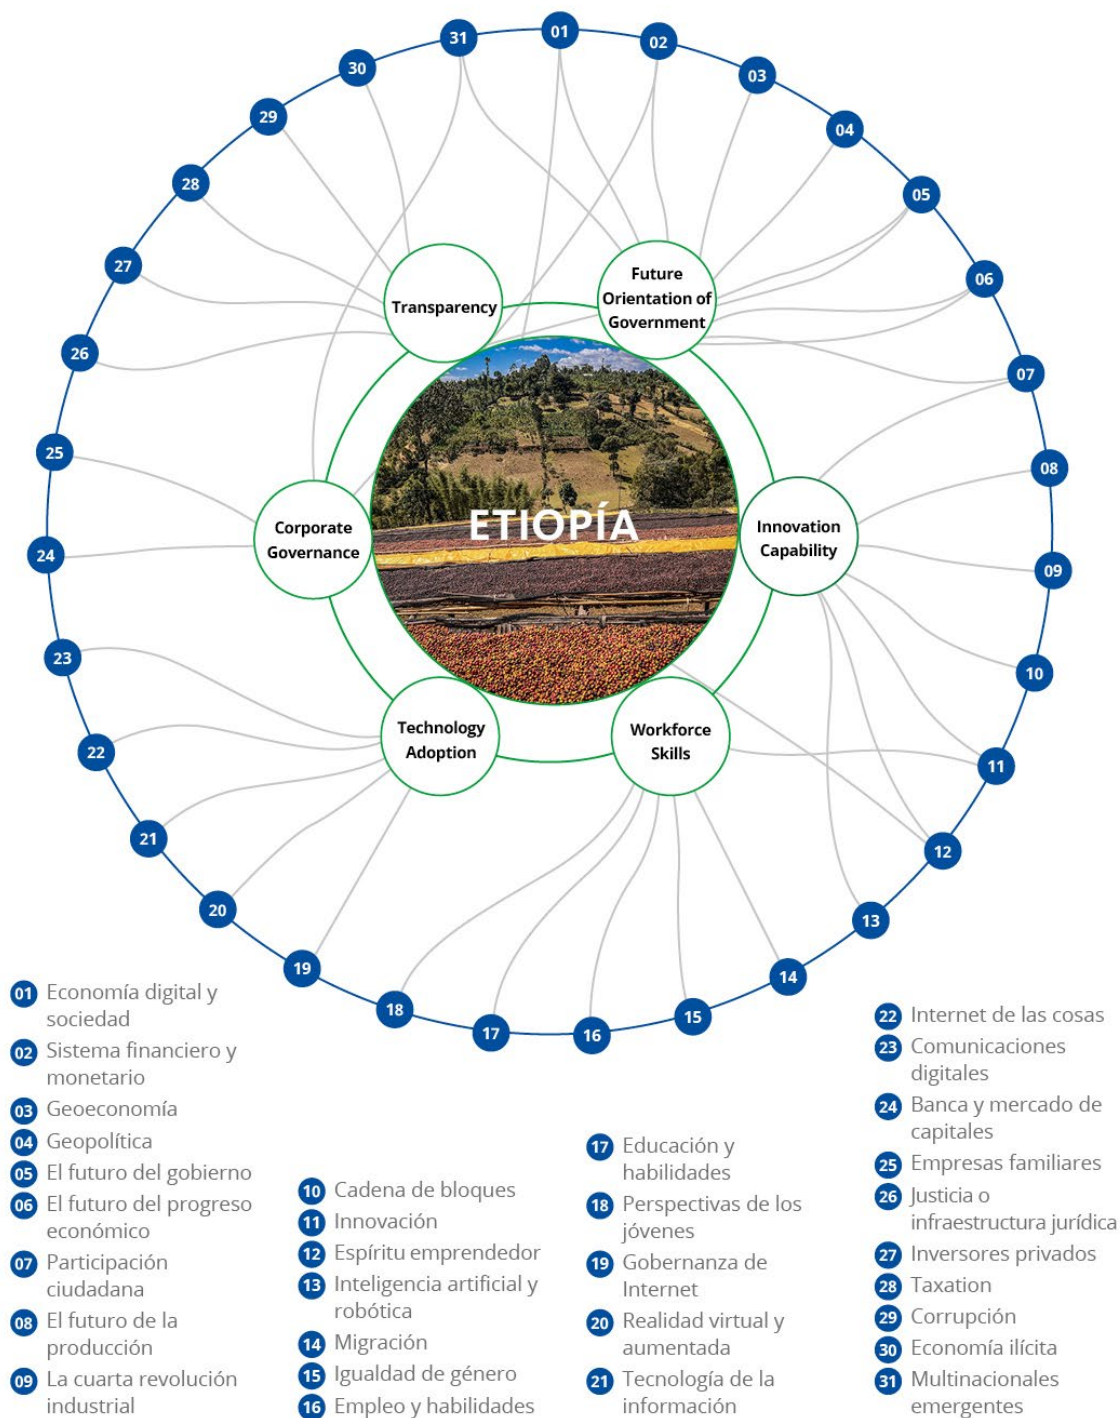 31
01
02
30
03
29
04
28
05
27
06
26
07
25
08
24
09
23
10
22
11
21
12
20
13
19
14
18
15
17
16
Transparency
Future
Orientation of
Government
Corporate
Governance
ETIOPÍA
Innovation
Capability
Technology
Adoption
Workforce
Skills
01 Economía digital y
sociedad
02 Sistema financiero y
monetario
03 Geoeconomía
04 Geopolítica
05 El futuro del gobierno
06 El futuro del progreso
económico
07 Participación
ciudadana
08 El futuro de la
producción
09 La cuarta revolución
industrial
10 Cadena de bloques
11 Innovación
12 Espíritu emprendedor
13 Inteligencia artificial y
robótica
14 Migración
15 Igualdad de género
16 Empleo y habilidades
17 Educación y
habilidades
18 Perspectivas de los
jóvenes
19 Gobernanza de
Internet
20 Realidad virtual y
aumentada
21 Tecnología de la
información
22 Internet de las cosas
23 Comunicaciones
digitales
24 Banca y mercado de
capitales
25 Empresas familiares
26 Justicia o
infraestructura jurídica
27 Inversores privados
28 Taxation
29 Corrupción
30 Economía ilícita
31 Multinacionales
emergentes